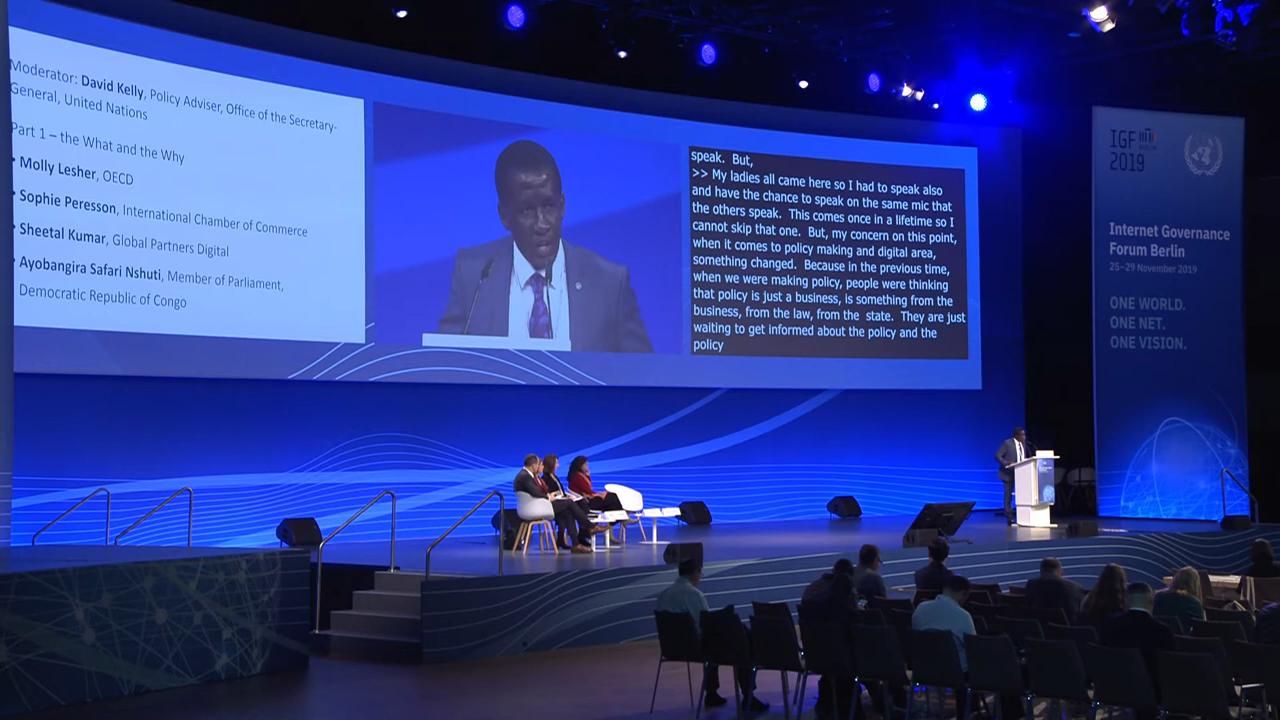 Moderator: David Kelly, Policy Adviser, Office of the Secretary-
General, United Nations
Part 1 – the What and the Why
• Molly Lesher, OECD
• Sophie Peresson, International Chamber of Commerce
• Sheetal Kumar, Global Partners Digital
• Ayobangira Safari Nshuti, Member of Parliament,
Democratic Republic of Congo
speak.  But,
>> My ladies all came here so I had to speak also
and have the chance to speak on the same mic that
the others speak.  This comes once in a lifetime so I
cannot skip that one.  But, my concern on this point,
when it comes to policy making and digital area,
something changed.  Because in the previous time,
when we were making policy, people were thinking
that policy is just a business, is something from the
business, from the law, from the  state.  They are just
waiting to get informed about the policy and the
policy
IGF
2019
Internet Governance
Forum Berlin
25–29 November 2019
ONE WORLD.
ONE NET.
ONE VISION.